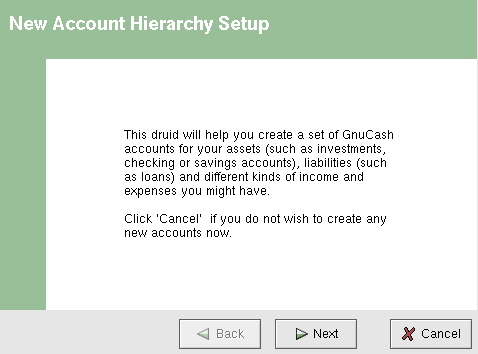 New Account Hierarchy Setup
This druid will help you create a set of GnuCash
accounts for your assets (such as investments,
checking or savings accounts), liabilities (such
as loans) and different kinds of income and
expenses you might have.
Click 'Cancel'  if you do not wish to create any
new accounts now.
Back Next Cancel